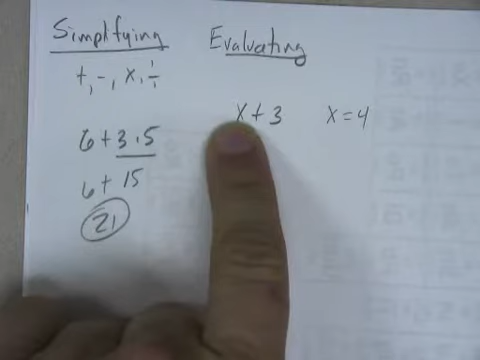 Simplifying
+, -, x, ÷
6 + 3 · 5
6 + 15
21
Evaluating
x + 3   x = 4